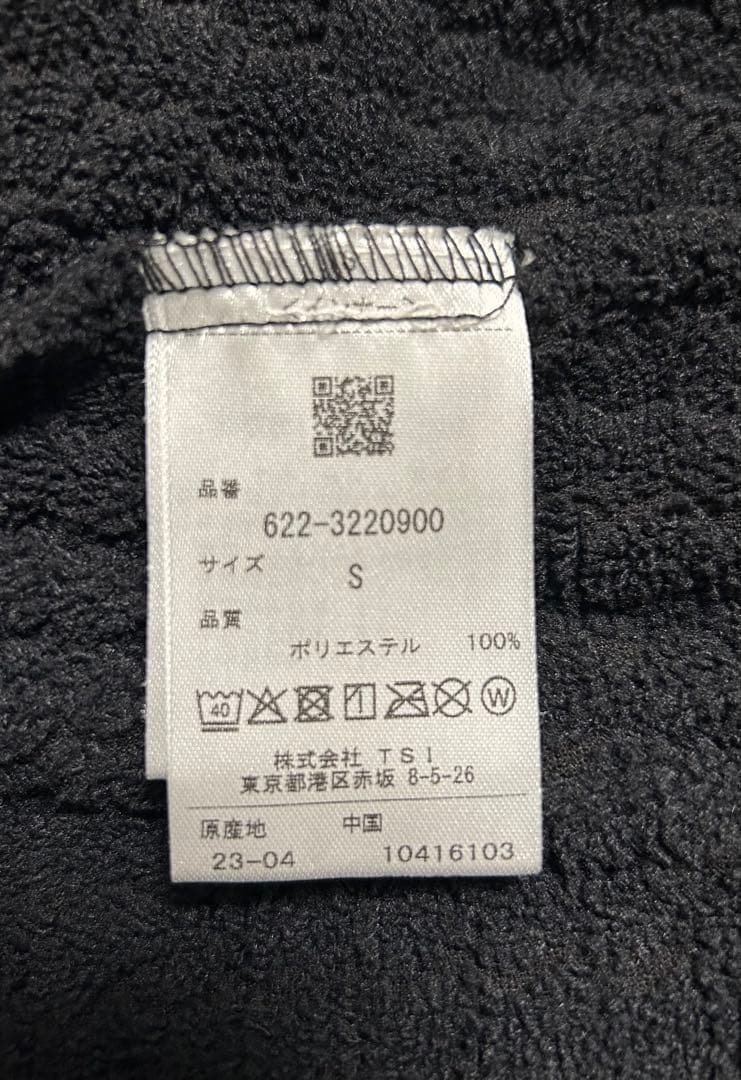 品番
622-3220900
サイズ
S
品質
ポリエステル 100%
40 W
株式会社 TSI
東京都港区赤坂 8-5-26
原産地 中国
23-04 10416103